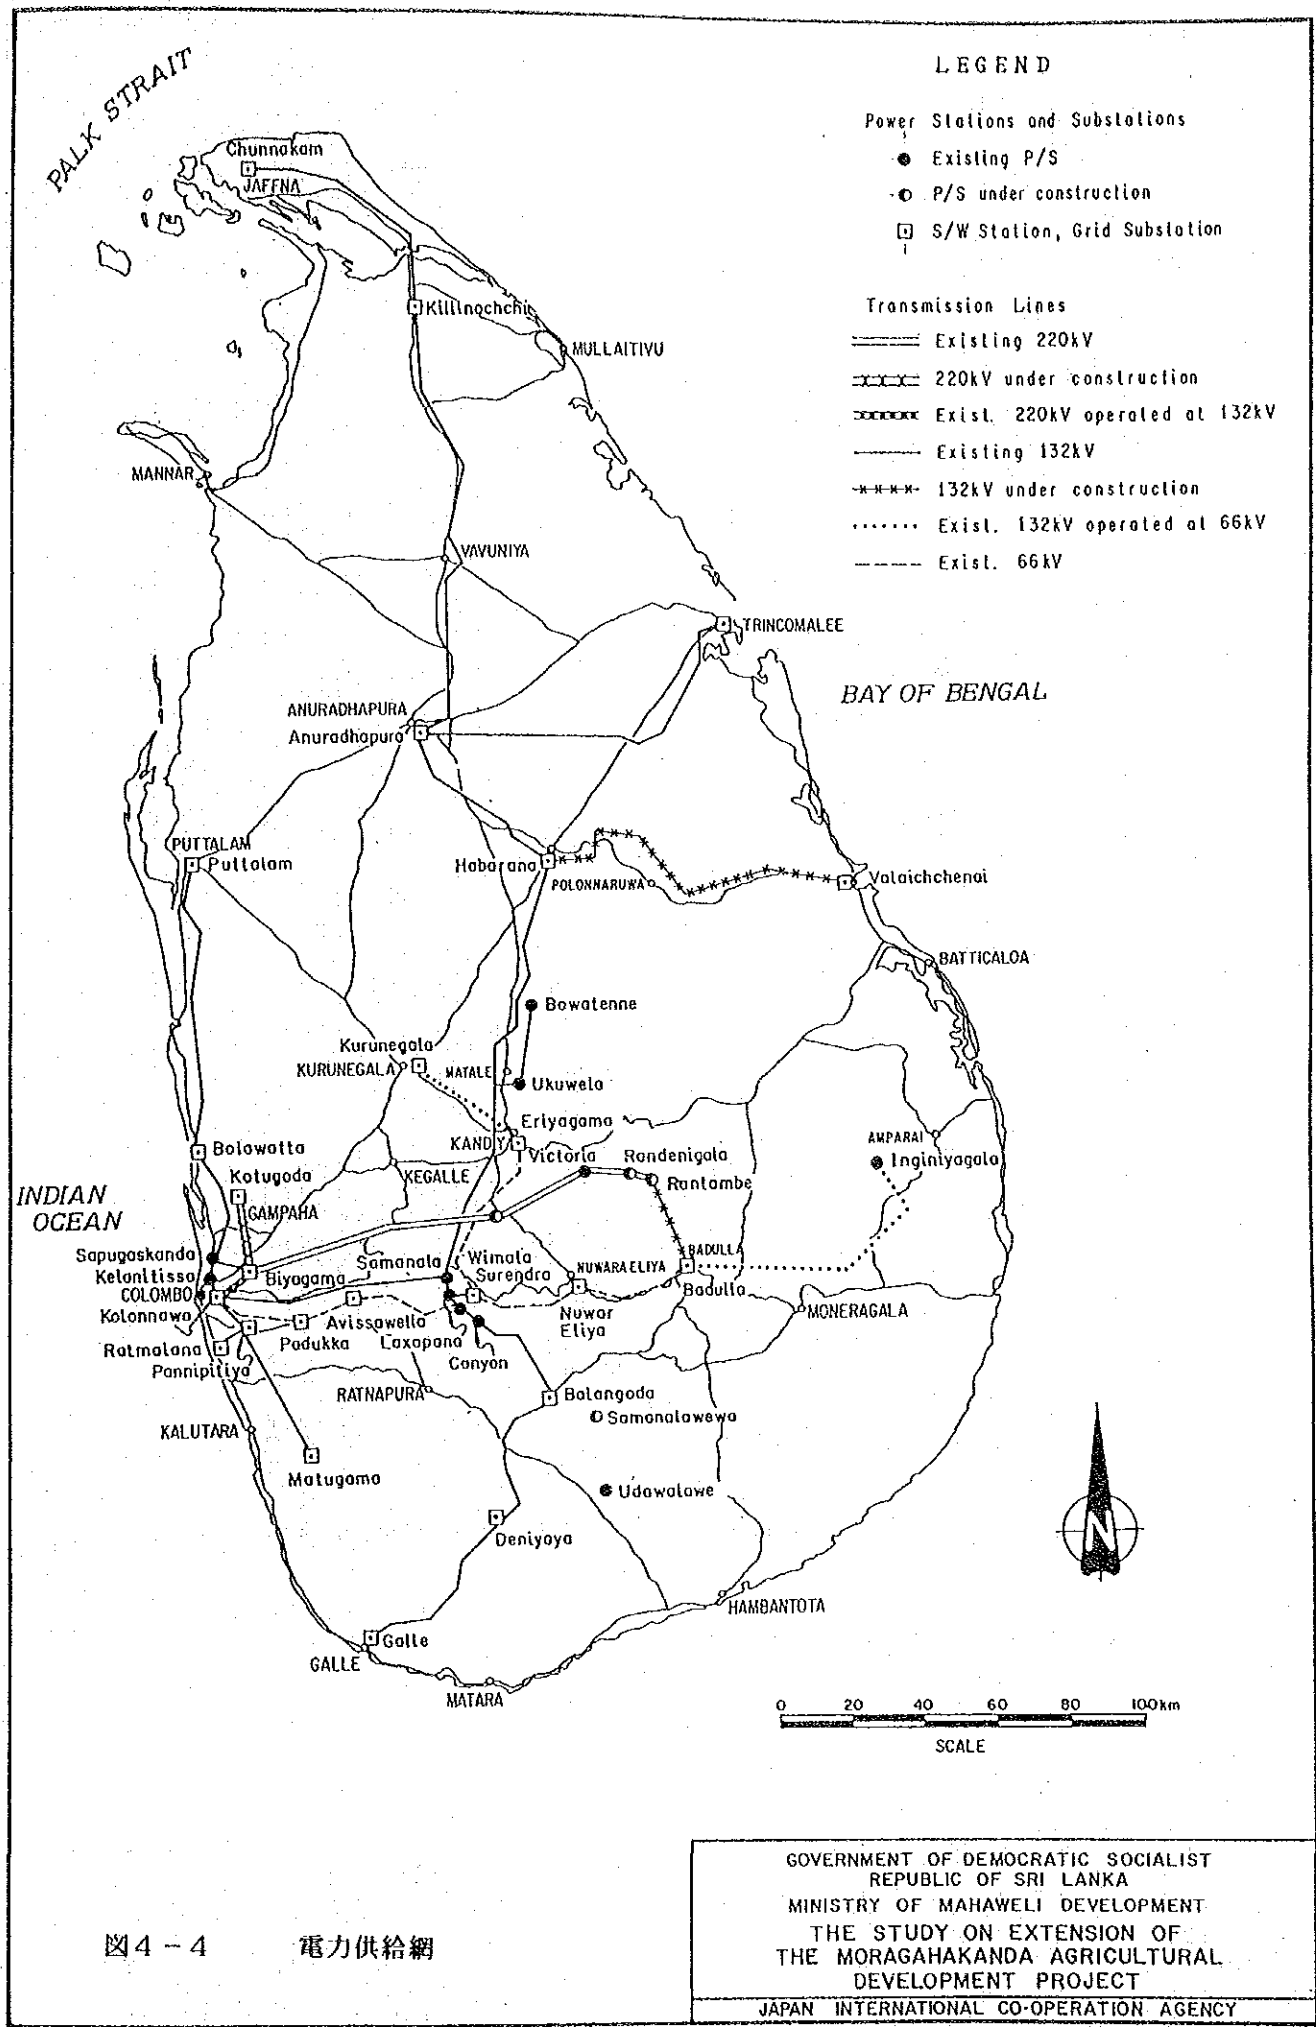 PALK STRAIT
LEGEND
Power Stations and Substations
Existing P/S
P/S under construction
S/W Station, Grid Substation
Transmission Lines
Existing 220kV
220kV under construction
Exist. 220kV operated at 132kV
Existing 132kV
132kV under construction
Exist. 132kV operated at 66kV
Exist. 66kV
Chunnakam
JAFFNA
Killinochchi
MULLAITIVU
MANNAR
VAVUNIYA
TRINCOMALEE
BAY OF BENGAL
ANURADHAPURA
Anuradhapura
PUTTALAM
Puttalam
Habarana
POLONNARUWA
Valaichchenai
BATTICALOA
Bowatenne
Kurunegala
KURUNEGALA
MATALE
Ukuwela
Eriyagama
KANDY
AMPARAI
Inginiyagala
Bolawatta
Kotugoda
KEGALLE
Victoria
Randenigala
Rantambe
INDIAN
OCEAN
GAMPAHA
Sapugaskanda
Kelanitissa
COLOMBO
Kolonnawa
Biyagama
Samanala
Wimala
Surendra
NUWARA ELIYA
BADULLA
Badulla
Nuwar
Eliya
MONERAGALA
Ratmalana
Pannipitiya
Padukka
Avissawella
Laxapana
Canyon
RATNAPURA
Balangoda
Samanalawewa
KALUTARA
Matugama
Udawalawe
Deniyaya
N
HAMBANTOTA
Galle
GALLE
MATARA
0 20 40 60 80 100km
SCALE
GOVERNMENT OF DEMOCRATIC SOCIALIST
REPUBLIC OF SRI LANKA
MINISTRY OF MAHAWELI DEVELOPMENT
THE STUDY ON EXTENSION OF
THE MORAGAHAKANDA AGRICULTURAL
DEVELOPMENT PROJECT
JAPAN INTERNATIONAL CO-OPERATION AGENCY
図4-4 電力供給網